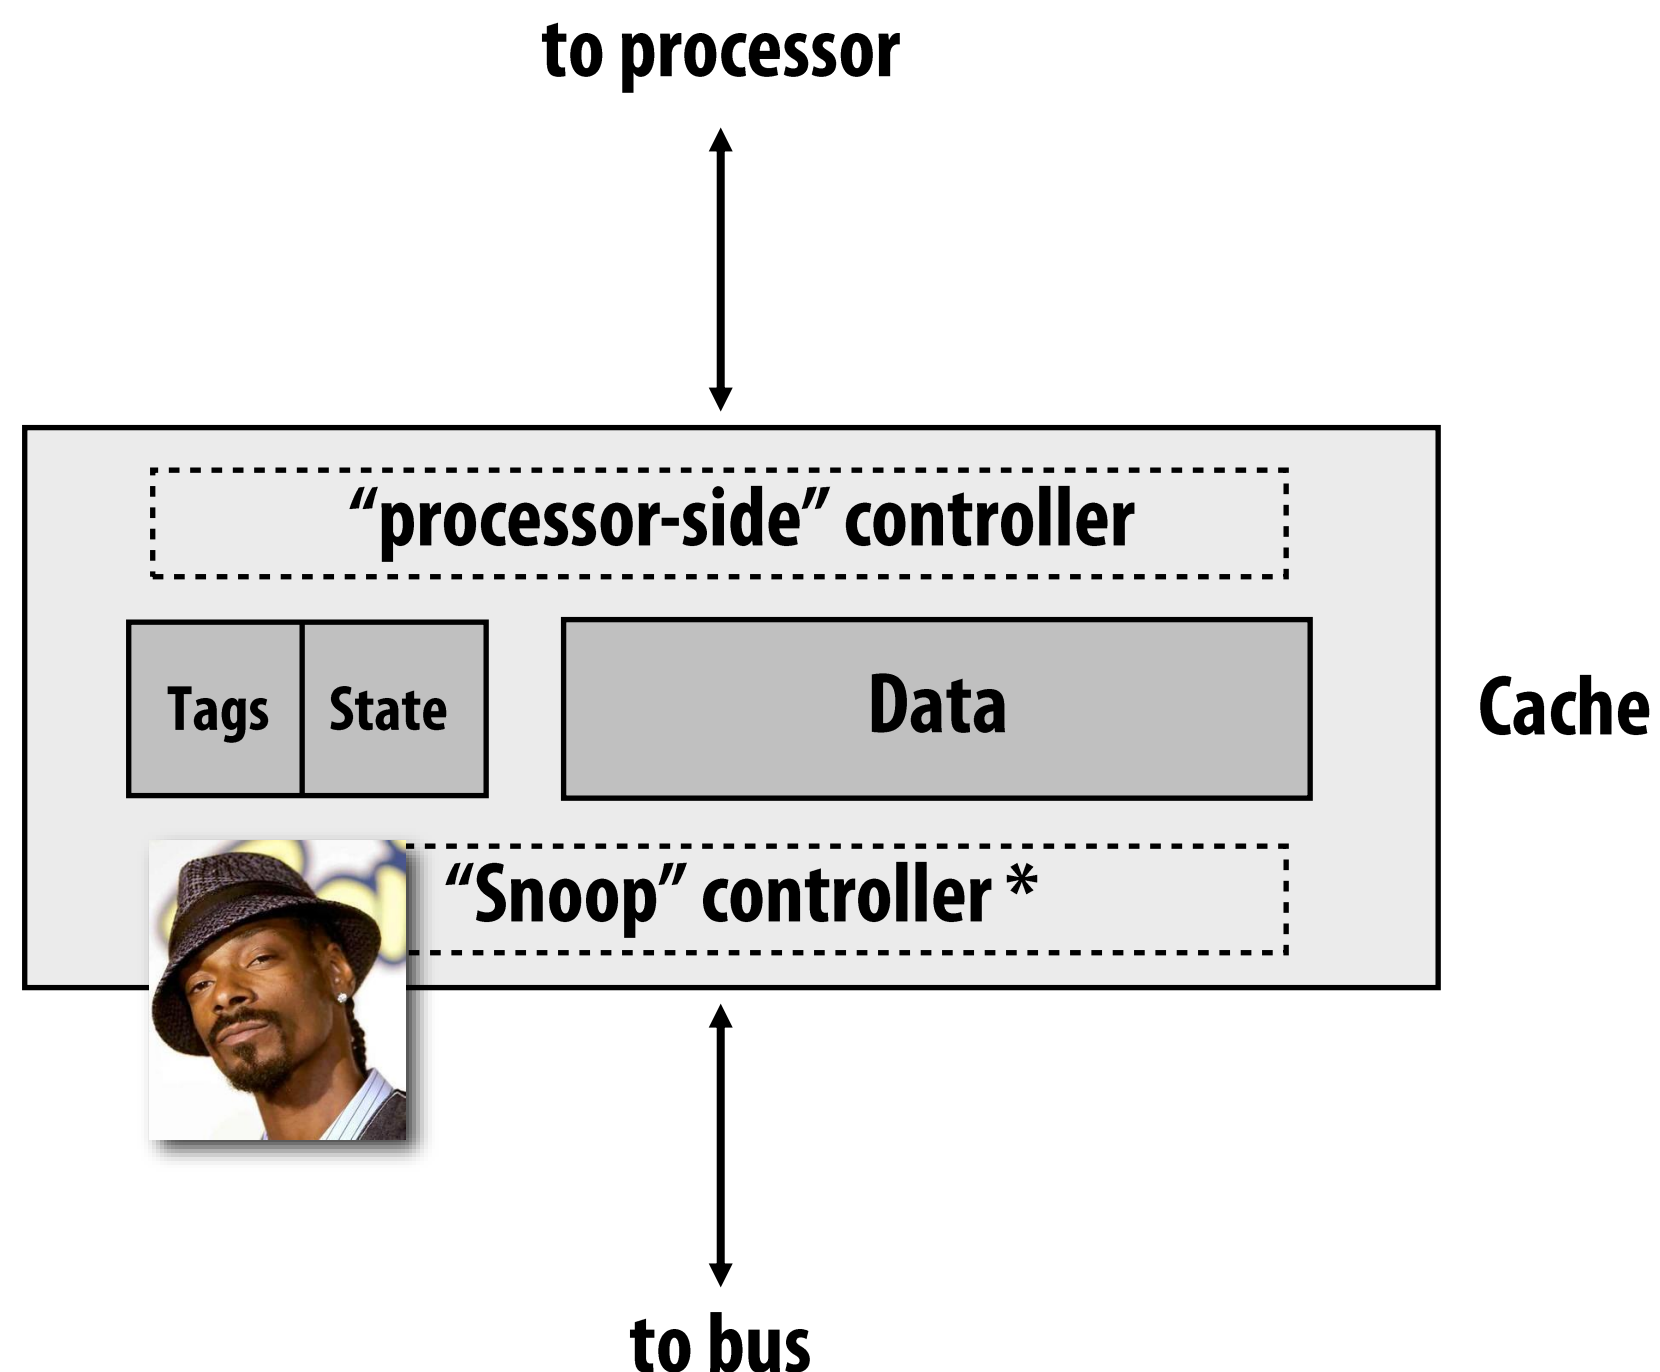 to processor
“processor-side” controller
Tags
State
Data
Cache
“Snoop” controller *
to bus